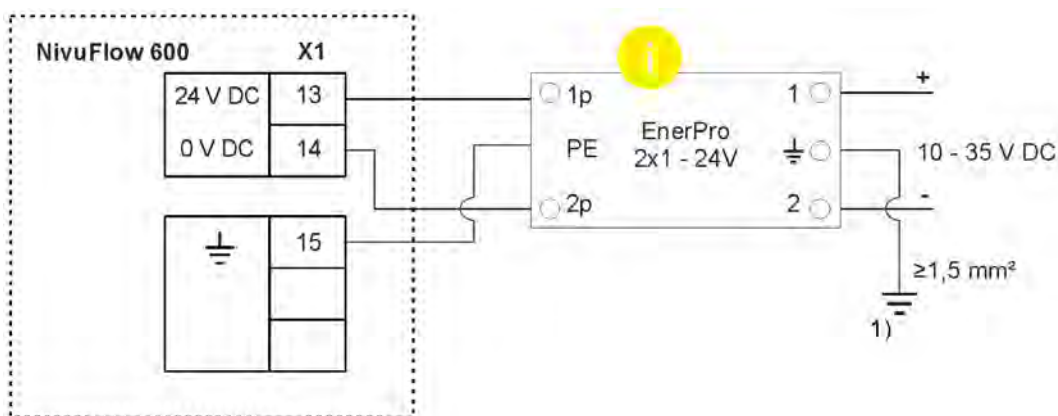 NivuFlow 600 X1
24 V DC 13
0 V DC 14
15
i
1p 1
PE
EnerPro
2x1 - 24V
2p 2
+
10 - 35 V DC
-
≥1,5 mm²
1)